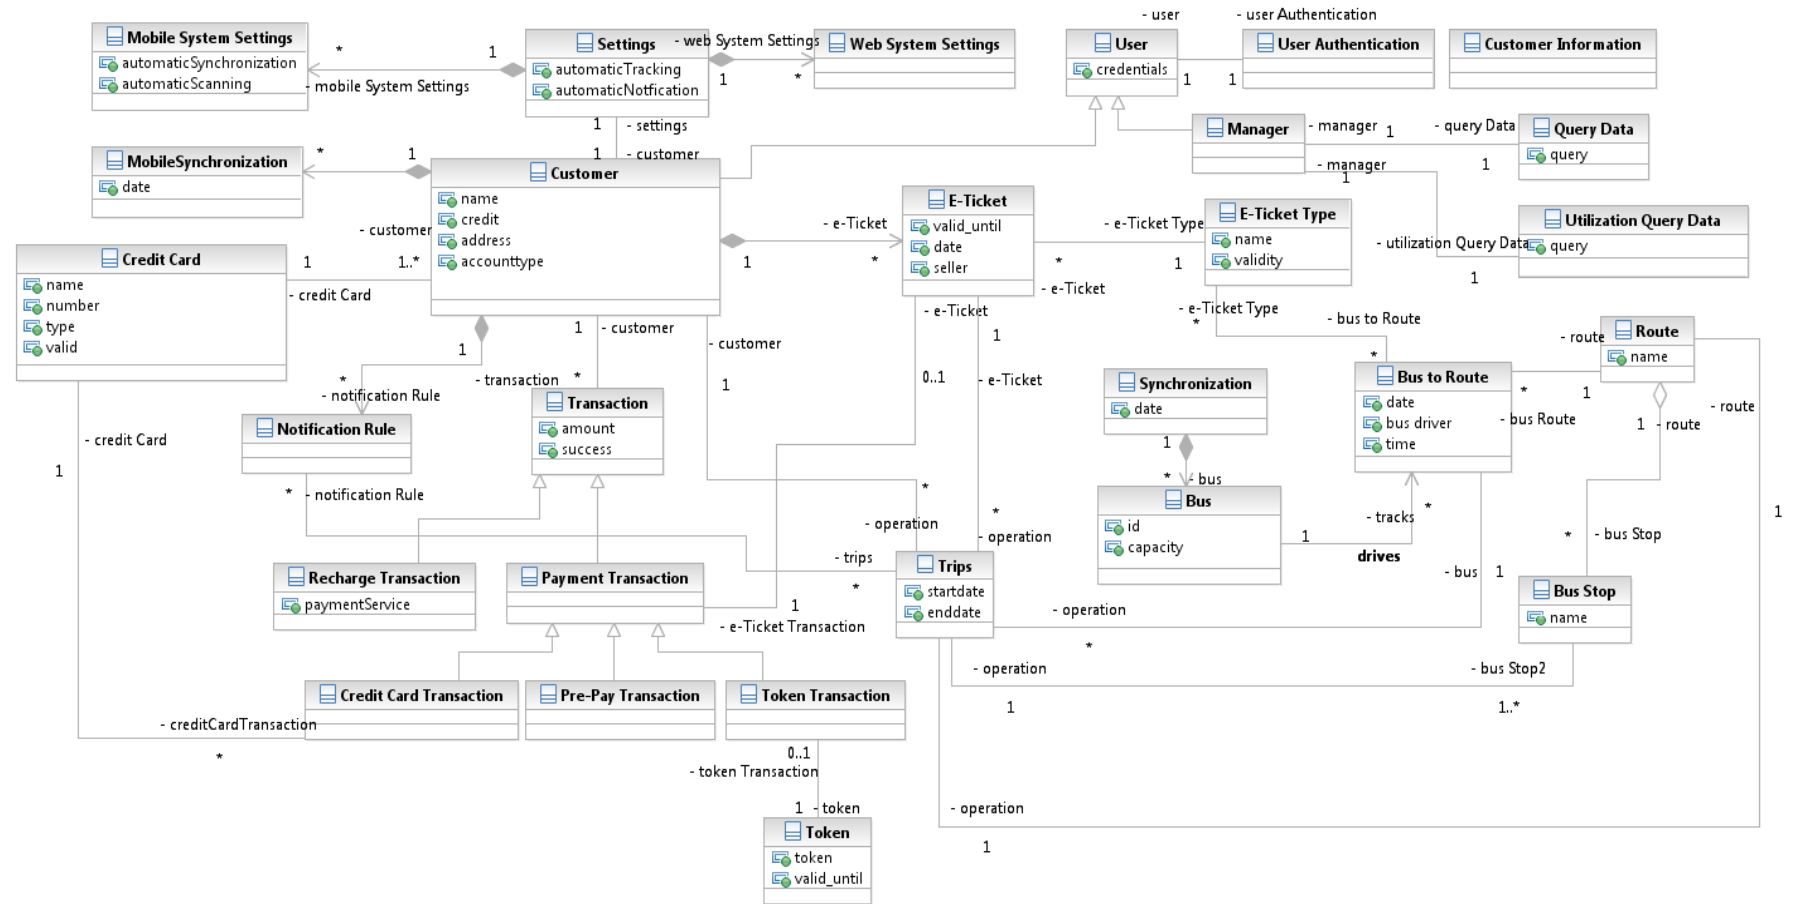 - user
- user Authentication
Mobile System Settings
automaticSynchronization
automaticScanning
*
1
- mobile System Settings
Settings
automaticTracking
automaticNotfication
- web System Settings
1
*
Web System Settings
User
credentials
1
1
User Authentication
Customer Information
1
- settings
1
- customer
Manager
- manager
1
- query Data
1
Query Data
query
- manager
1
MobileSynchronization
date
*
1
Customer
name
credit
address
accounttype
- customer
1..*
1
- credit Card
Credit Card
name
number
type
valid
- e-Ticket
1
*
E-Ticket
valid_until
date
seller
- e-Ticket Type
*
1
- e-Ticket
E-Ticket Type
name
validity
- utilization Query Data
1
Utilization Query Data
query
- e-Ticket Type
*
- bus to Route
*
- e-Ticket
1
0..1
- e-Ticket
1
*
- notification Rule
1
- customer
- transaction
*
- customer
1
Notification Rule
*
- notification Rule
Transaction
amount
success
- credit Card
1
Synchronization
date
1
*
- bus
Bus
id
capacity
1
drives
- tracks
*
Bus to Route
date
bus driver
time
- route
1
*
- bus Route
Route
name
1
- route
- route
1
*
- bus Stop
Bus Stop
name
*
- operation
*
- operation
- trips
*
Trips
startdate
enddate
- bus
1
- operation
*
- operation
1
- bus Stop2
1..*
- operation
1
Recharge Transaction
paymentService
Payment Transaction
1
- e-Ticket Transaction
Credit Card Transaction
Pre-Pay Transaction
Token Transaction
- creditCardTransaction
*
0..1
- token Transaction
1
- token
Token
token
valid_until